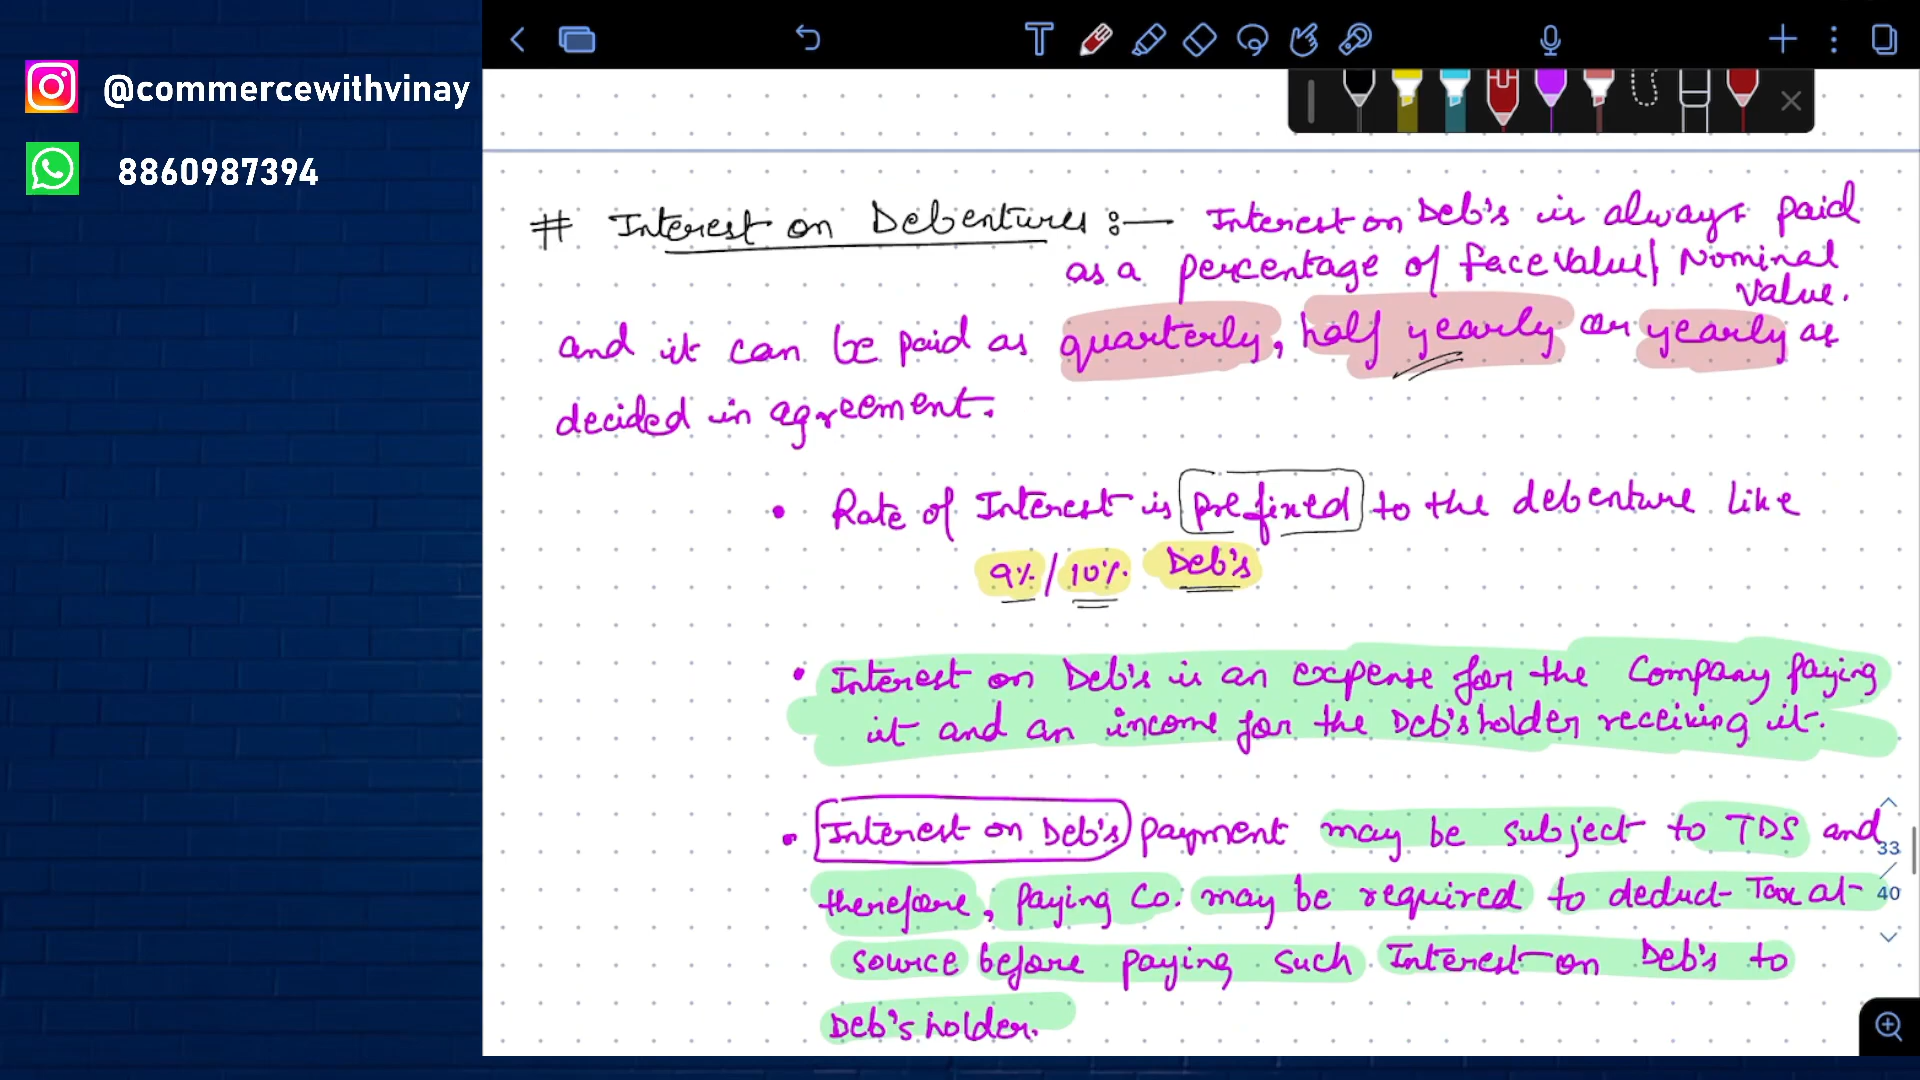 @commercewithvinay
8860987394
# Interest on Debentures :— Interest on Deb's is always paid
as a percentage of face value/ Nominal
value.
and it can be paid as quarterly, half yearly or yearly as
decided in agreement.
• Rate of Interest is prefixed to the debenture like
9%/10% Deb's
• Interest on Deb's is an expense for the Company paying
it and an income for the Deb's holder receiving it.
• Interest on Deb's payment may be subject to TDS and
therefore, paying Co. may be required to deduct Tax at
source before paying such Interest on Deb's to
Deb's holder.
33
/
40